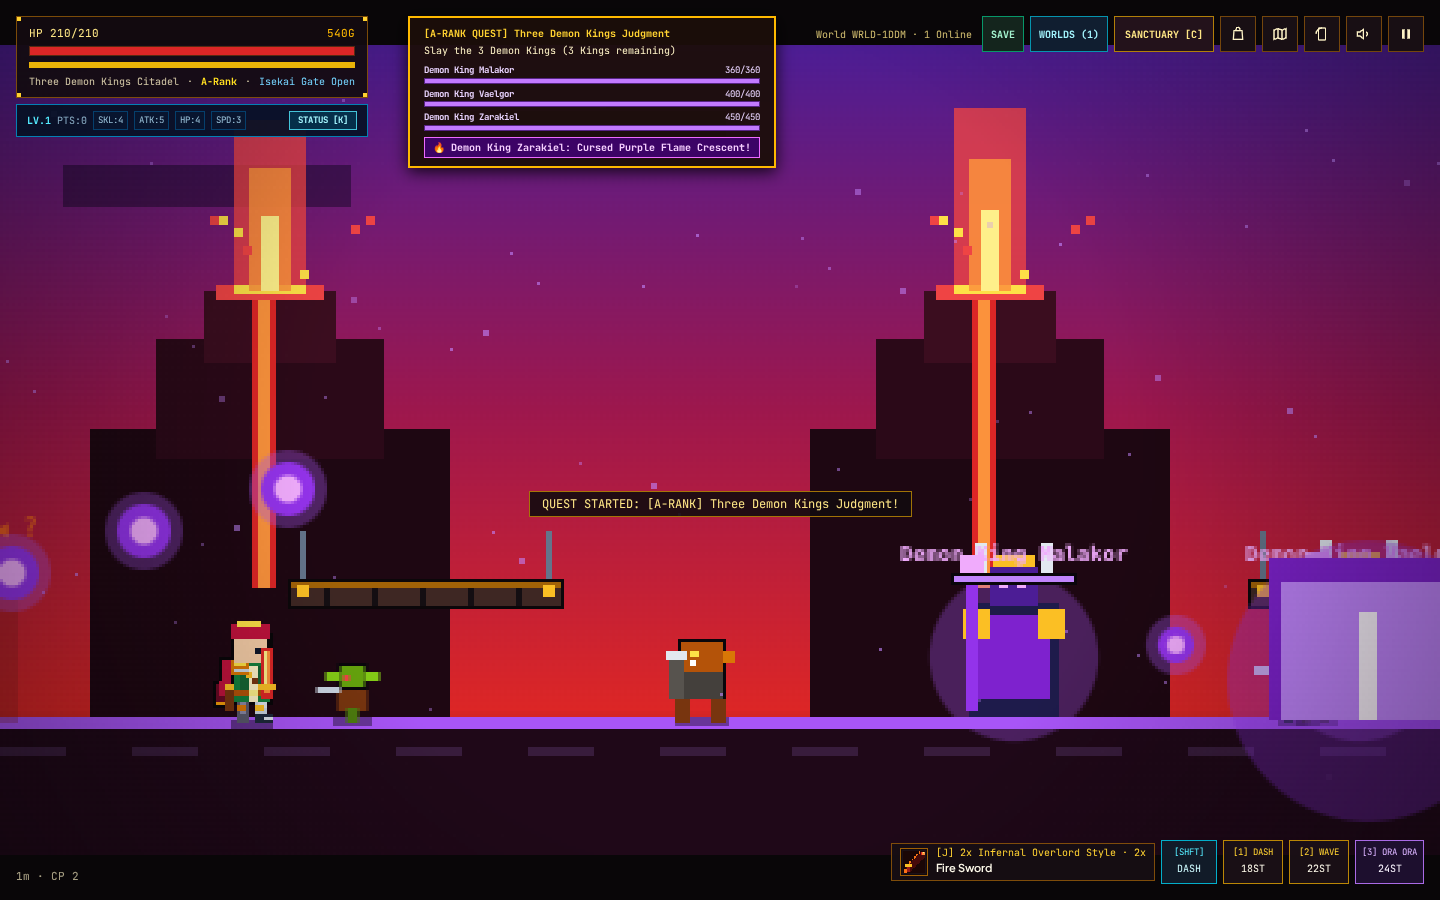 HP 210/210 540G
Three Demon Kings Citadel · A-Rank · Isekai Gate Open
LV.1 PTS:0 SKL:4 ATK:5 HP:4 SPD:3 STATUS [K]
[A-RANK QUEST] Three Demon Kings Judgment
Slay the 3 Demon Kings (3 Kings remaining)
Demon King Malakor 360/360
Demon King Vaelgor 400/400
Demon King Zarakiel 450/450
🔥 Demon King Zarakiel: Cursed Purple Flame Crescent!
World WRLD-1DDM · 1 Online
SAVE
WORLDS (1)
SANCTUARY [C]
QUEST STARTED: [A-RANK] Three Demon Kings Judgment!
Demon King Malakor
Demon King
[J] 2x Infernal Overlord Style · 2x
Fire Sword
[SHFT]
DASH
[1] DASH
18ST
[2] WAVE
22ST
[3] ORA ORA
24ST
1m · CP 2